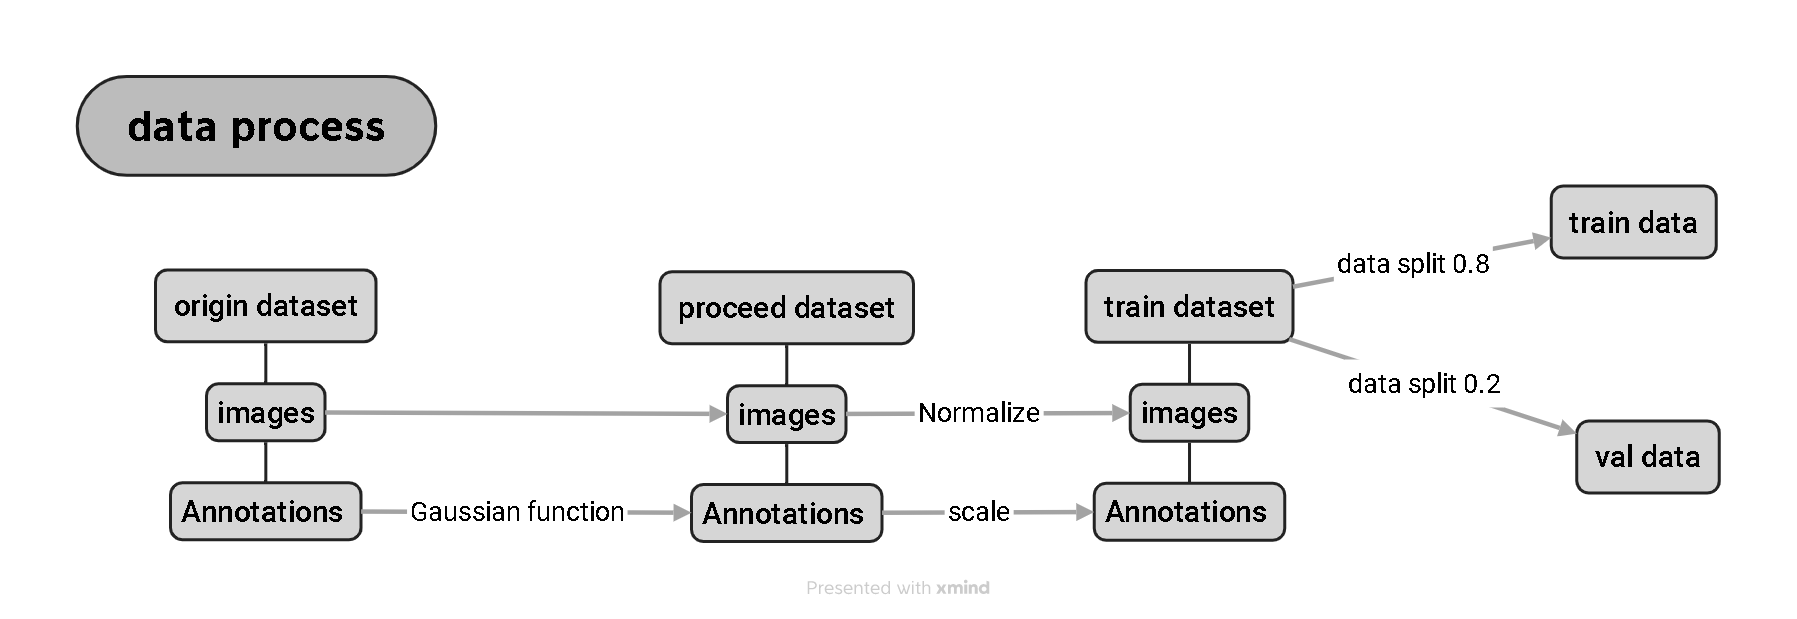 data process
train data
data split 0.8
origin dataset
proceed dataset
train dataset
data split 0.2
images
images
Normalize
images
val data
Annotations
Gaussian function
Annotations
scale
Annotations
Presented with xmind